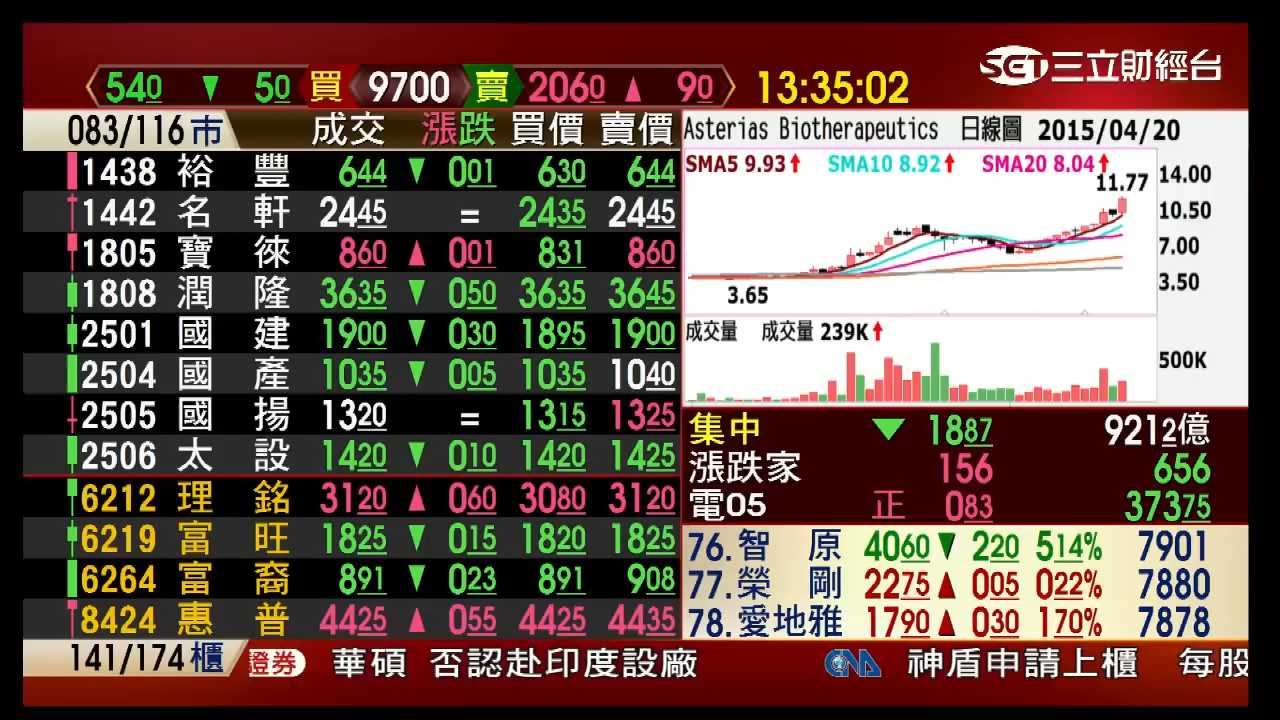 540 ▼ 50 買 9700 賣 2060 ▲ 90 13:35:02 SET三立財經台
083/116市 成交 漲跌 買價 賣價
1438 裕豐 644 ▼ 001 630 644
1442 名軒 2445 = 2435 2445
1805 寶徠 860 ▲ 001 831 860
1808 潤隆 3635 ▼ 050 3635 3645
2501 國建 1900 ▼ 030 1895 1900
2504 國產 1035 ▼ 005 1035 1040
2505 國揚 1320 = 1315 1325
2506 太設 1420 ▼ 010 1420 1425
6212 理銘 3120 ▲ 060 3080 3120
6219 富旺 1825 ▼ 015 1820 1825
6264 富裔 891 ▼ 023 891 908
8424 惠普 4425 ▲ 055 4425 4435
Asterias Biotherapeutics 日線圖 2015/04/20
SMA5 9.93↑ SMA10 8.92↑ SMA20 8.04↑
11.77
14.00
10.50
7.00
3.50
3.65
成交量 成交量 239K↑
500K
集中 ▼ 1887 9212億
漲跌家 156 656
電05 正 083 37375
76.智原 4060 ▼ 220 514% 7901
77.榮剛 2275 ▲ 005 022% 7880
78.愛地雅 1790 ▲ 030 170% 7878
141/174櫃 證券 華碩 否認赴印度設廠 CNA 神盾申請上櫃 每股